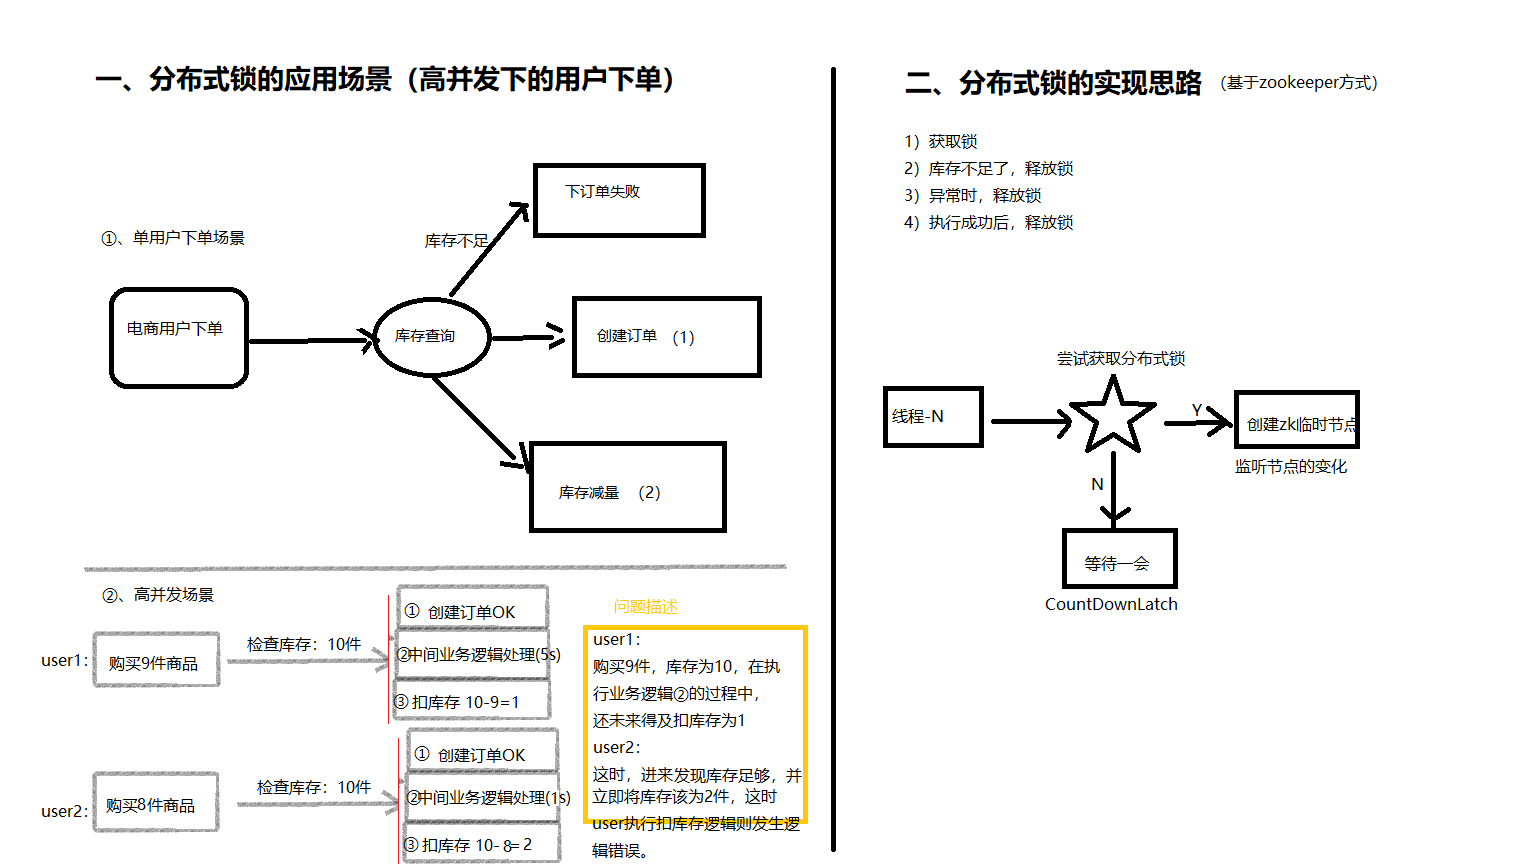 一、分布式锁的应用场景（高并发下的用户下单）
①、单用户下单场景
电商用户下单
库存查询
库存不足
下订单失败
创建订单 （1）
库存减量 （2）
②、高并发场景
user1：
购买9件商品
检查库存：10件
① 创建订单OK
②中间业务逻辑处理(5s)
③ 扣库存 10-9=1
user2：
购买8件商品
检查库存：10件
① 创建订单OK
②中间业务逻辑处理(1s)
③ 扣库存 10-8=2
问题描述
user1：
购买9件，库存为10，在执
行业务逻辑②的过程中，
还未来得及扣库存为1
user2：
这时，进来发现库存足够，并
立即将库存该为2件，这时
user执行扣库存逻辑则发生逻
辑错误。
二、分布式锁的实现思路 （基于zookeeper方式）
1）获取锁
2）库存不足了，释放锁
3）异常时，释放锁
4）执行成功后，释放锁
尝试获取分布式锁
线程-N
Y
创建zk临时节点
监听节点的变化
N
等待一会
CountDownLatch